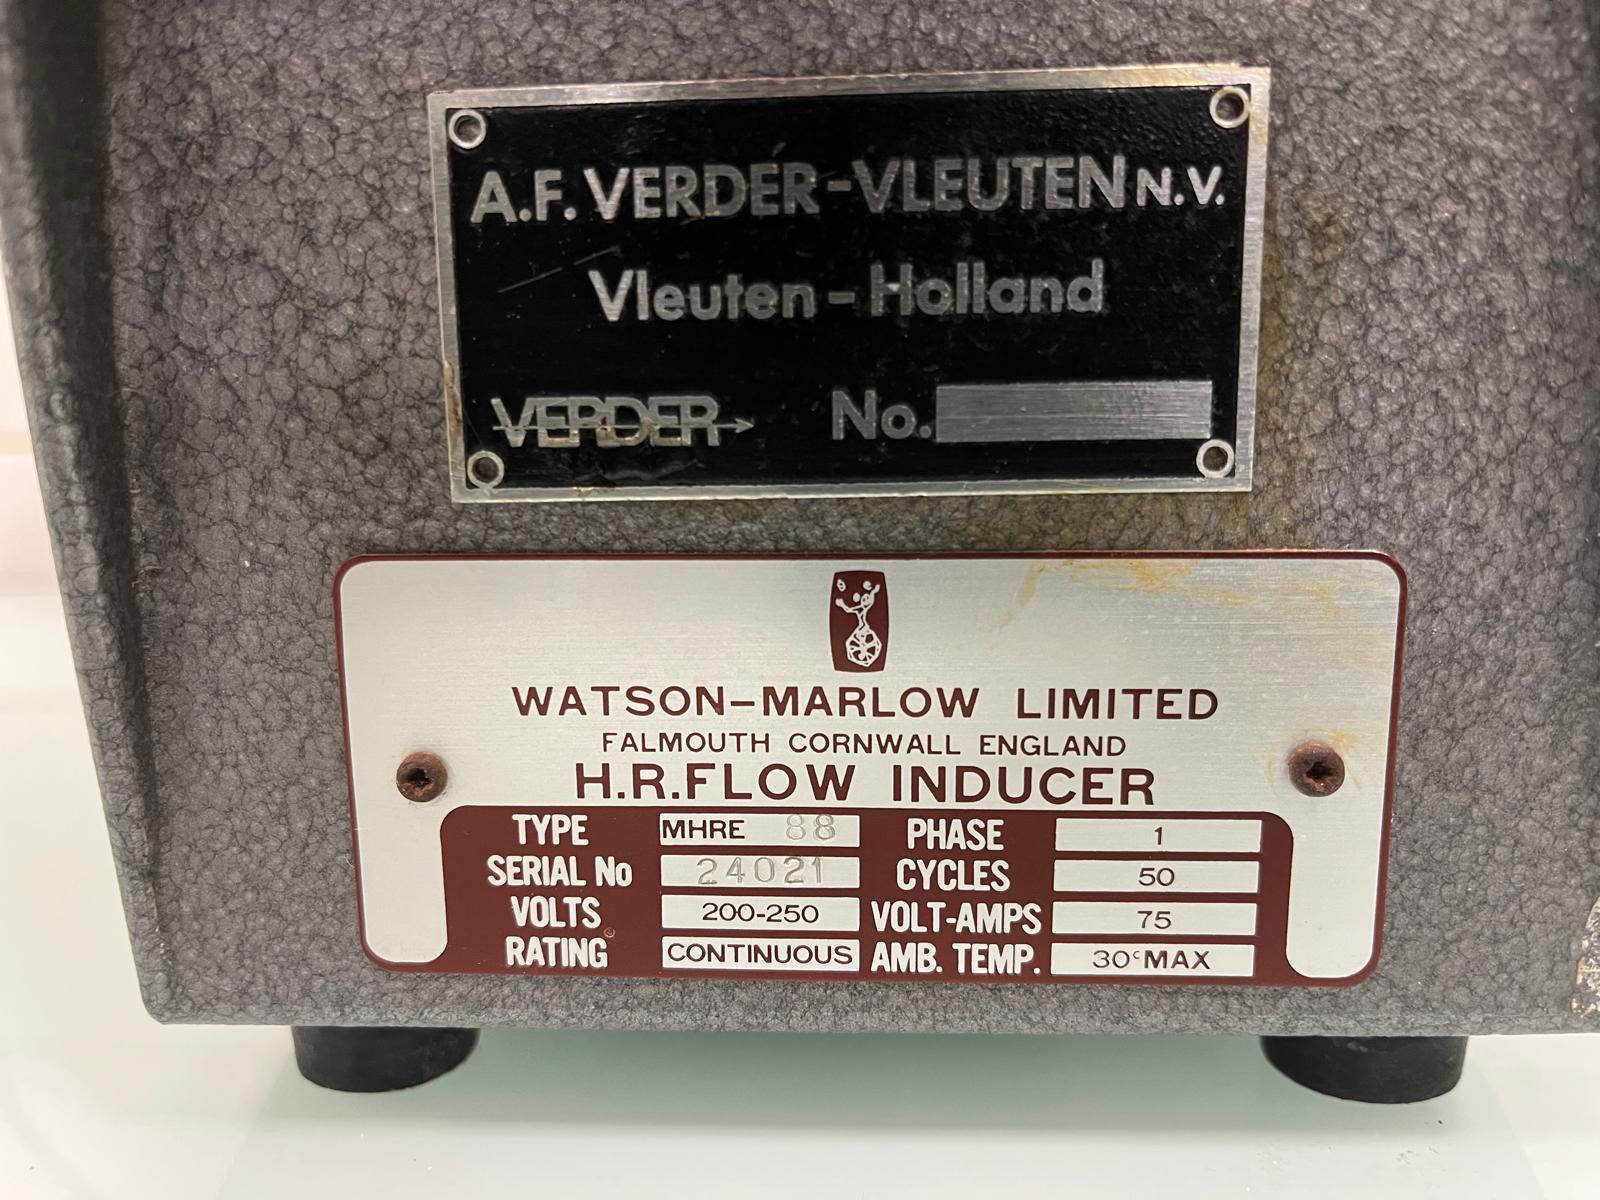 A.F. VERDER-VLEUTEN N.V.
Vleuten-Holland
VERDER No.
WATSON-MARLOW LIMITED
FALMOUTH CORNWALL ENGLAND
H.R.FLOW INDUCER
TYPE MHRE 88 PHASE 1
SERIAL No 24021 CYCLES 50
VOLTS 200-250 VOLT-AMPS 75
RATING CONTINUOUS AMB. TEMP. 30°MAX